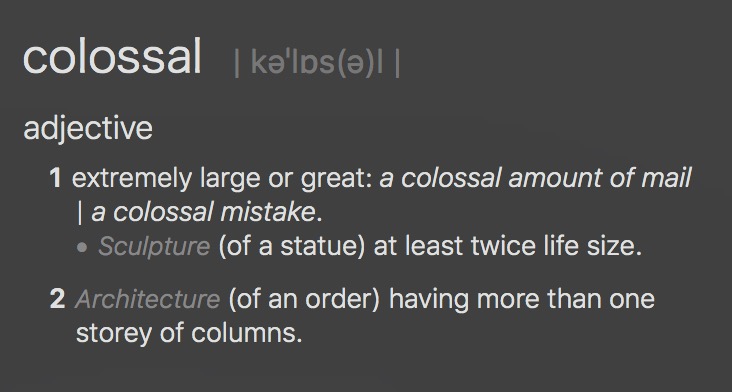 colossal | kəˈlɒs(ə)l |
adjective
1 extremely large or great: a colossal amount of mail
| a colossal mistake.
• Sculpture (of a statue) at least twice life size.
2 Architecture (of an order) having more than one
storey of columns.